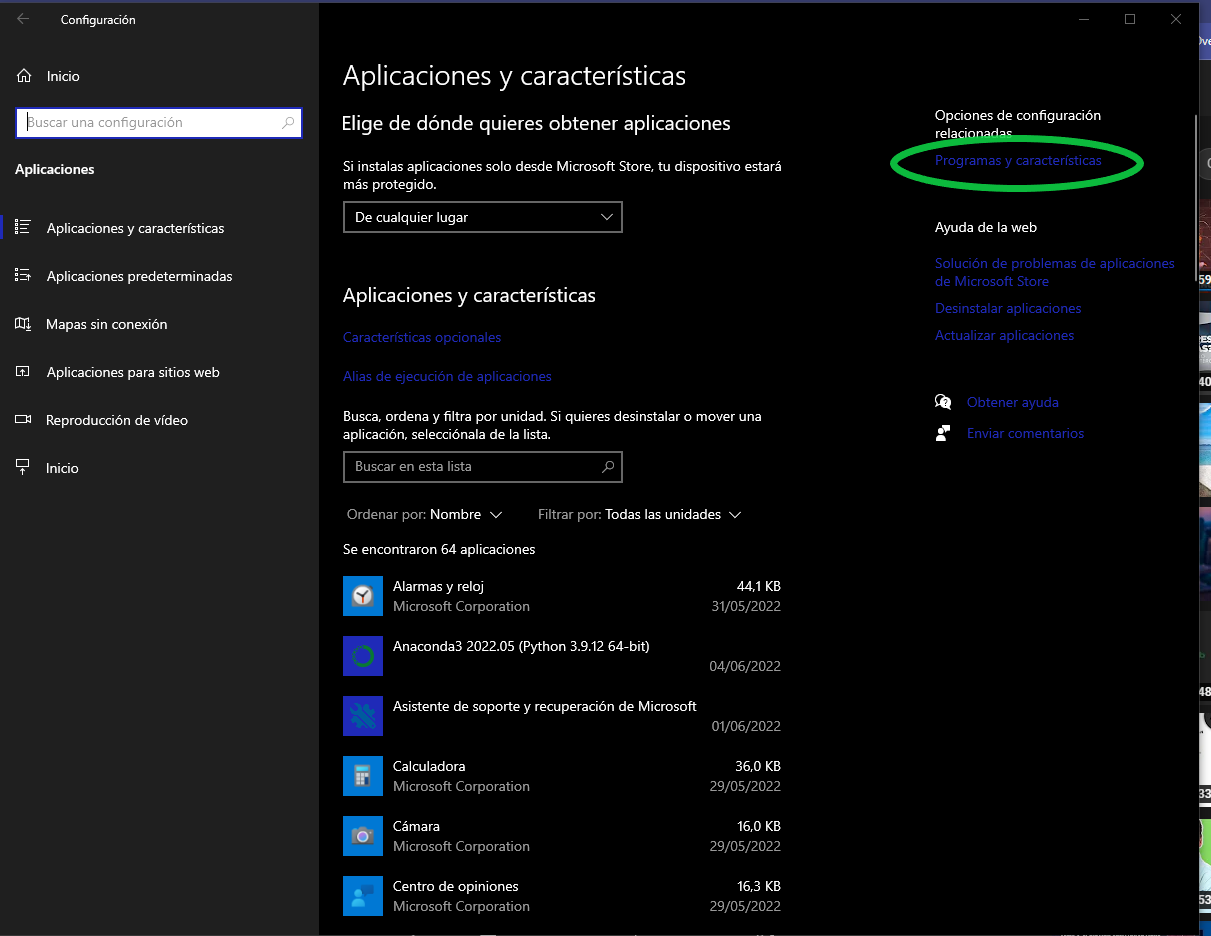 Configuración
Inicio
Buscar una configuración
Aplicaciones
Aplicaciones y características
Aplicaciones predeterminadas
Mapas sin conexión
Aplicaciones para sitios web
Reproducción de vídeo
Inicio
Aplicaciones y características
Elige de dónde quieres obtener aplicaciones
Si instalas aplicaciones solo desde Microsoft Store, tu dispositivo estará
más protegido.
De cualquier lugar
Aplicaciones y características
Características opcionales
Alias de ejecución de aplicaciones
Busca, ordena y filtra por unidad. Si quieres desinstalar o mover una
aplicación, selecciónala de la lista.
Buscar en esta lista
Ordenar por: Nombre Filtrar por: Todas las unidades
Se encontraron 64 aplicaciones
Alarmas y reloj 44,1 KB
Microsoft Corporation 31/05/2022
Anaconda3 2022.05 (Python 3.9.12 64-bit)
04/06/2022
Asistente de soporte y recuperación de Microsoft
01/06/2022
Calculadora 36,0 KB
Microsoft Corporation 29/05/2022
Cámara 16,0 KB
Microsoft Corporation 29/05/2022
Centro de opiniones 16,3 KB
Microsoft Corporation 29/05/2022
Opciones de configuración
relacionadas
Programas y características
Ayuda de la web
Solución de problemas de aplicaciones
de Microsoft Store
Desinstalar aplicaciones
Actualizar aplicaciones
Obtener ayuda
Enviar comentarios
59
40
48
33
53